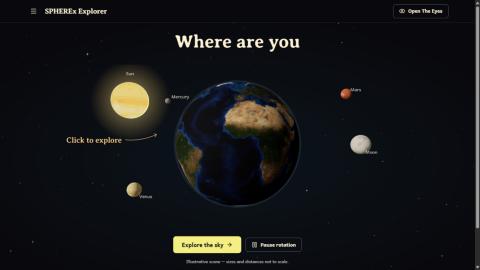 SPHEREx Explorer
Open The Eyes
Where are you
Sun
Mercury
Mars
Click to explore
Moon
Venus
Explore the sky →
Pause rotation
Illustrative scene — sizes and distances not to scale.